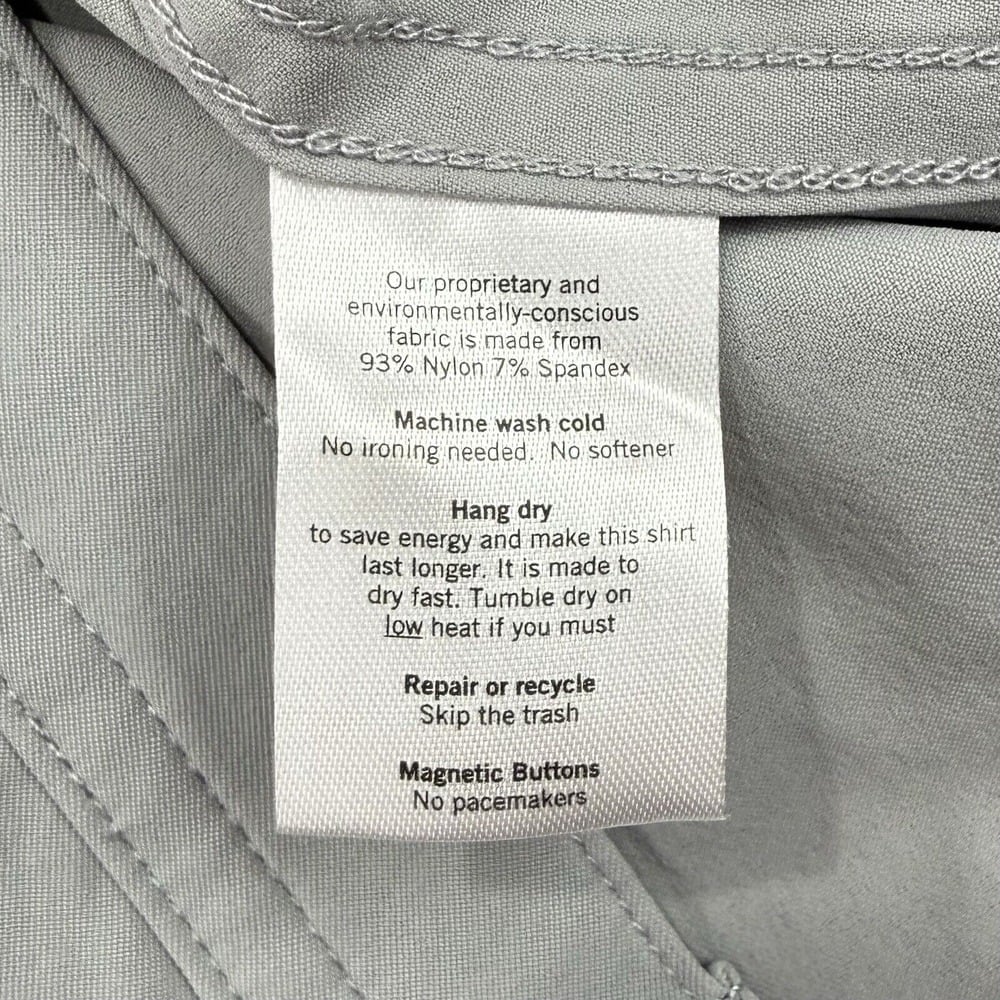 Our proprietary and
environmentally-conscious
fabric is made from
93% Nylon 7% Spandex
Machine wash cold
No ironing needed. No softener
Hang dry
to save energy and make this shirt
last longer. It is made to
dry fast. Tumble dry on
low heat if you must
Repair or recycle
Skip the trash
Magnetic Buttons
No pacemakers